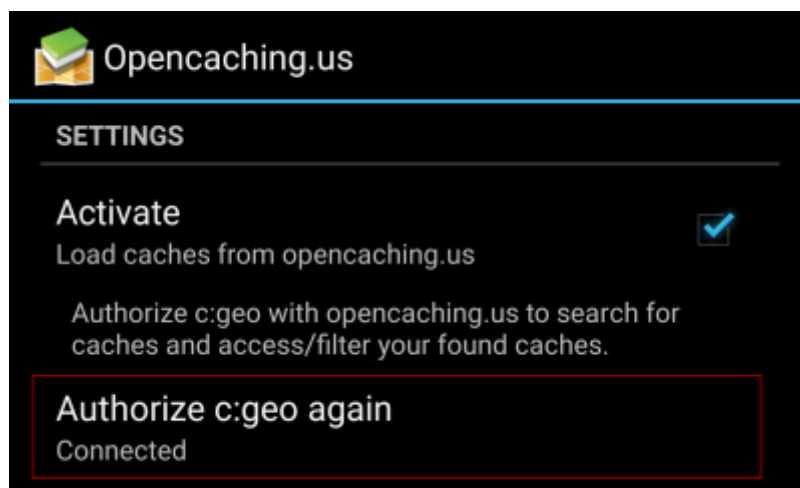 Opencaching.us
SETTINGS
Activate
Load caches from opencaching.us
Authorize c:geo with opencaching.us to search for
caches and access/filter your found caches.
Authorize c:geo again
Connected